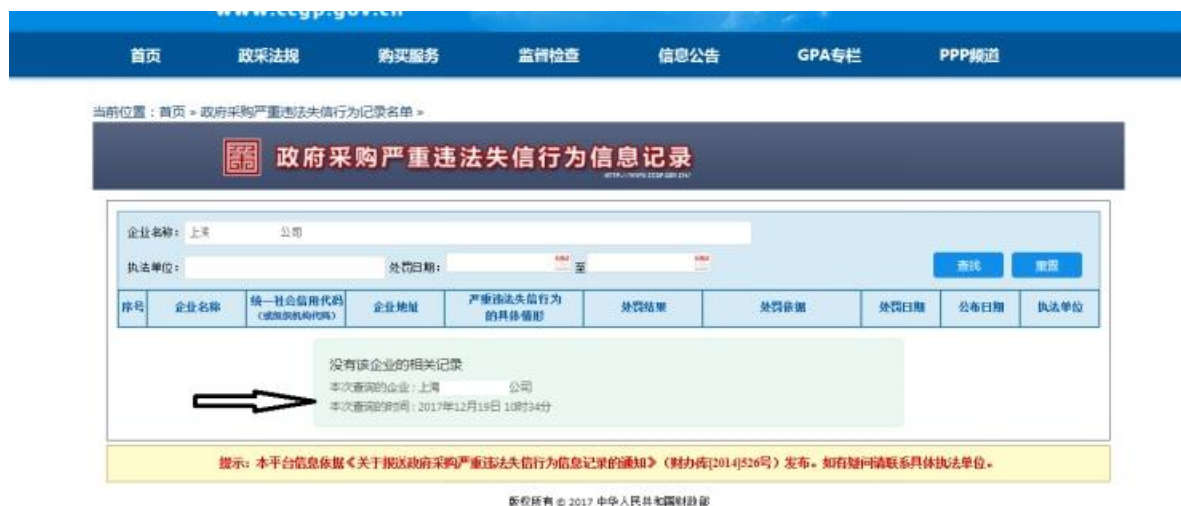 www.ccgp.gov.cn
首页 政采法规 购买服务 监督检查 信息公告 GPA专栏 PPP频道
当前位置：首页 » 政府采购严重违法失信行为记录名单 »
政府采购严重违法失信行为信息记录
HTTP://WWW.CCGP.GOV.CN/
企业名称： 上海 公司
执法单位： 处罚日期： 至 查找 重置
序号 企业名称 统一社会信用代码（或组织机构代码） 企业地址 严重违法失信行为的具体情形 处罚结果 处罚依据 处罚日期 公布日期 执法单位
没有该企业的相关记录
本次查询的企业：上海 公司
本次查询的时间：2017年12月19日 10时34分
提示：本平台信息依据《关于报送政府采购严重违法失信行为信息记录的通知》（财办库[2014]526号）发布。如有疑问请联系具体执法单位。
版权所有 © 2017 中华人民共和国财政部